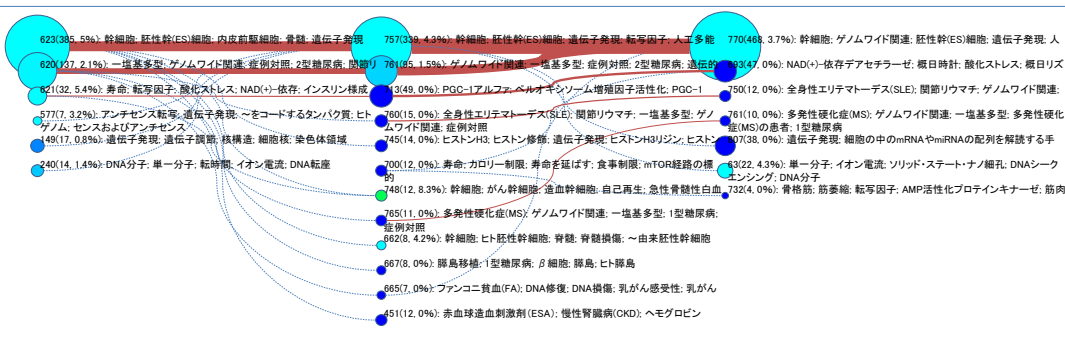 623(385, 5%): 幹細胞; 胚性幹(ES)細胞; 内皮前駆細胞; 骨髄; 遺伝子発現
620(137, 2.1%): 一塩基多型; ゲノムワイド関連; 症例対照; 2型糖尿病; 関節リ
621(32, 5.4%): 寿命; 転写因子; 酸化ストレス; NAD(+)-依存; インスリン様成
577(7, 3.2%): アンチセンス転写; 遺伝子発現; ～をコードするタンパク質; ヒト
ゲノム; センスおよびアンチセンス
149(17, 0.8%): 遺伝子発現; 遺伝子調節; 核構造; 細胞核; 染色体領域
240(14, 1.4%): DNA分子; 単一分子; 転時間; イオン電流; DNA転座
757(339, 4.3%): 幹細胞; 胚性幹(ES)細胞; 遺伝子発現; 転写因子; 人工多能
761(85, 1.5%): ゲノムワイド関連; 一塩基多型; 症例対照; 2型糖尿病; 遺伝的
(49, 0%): PGC-1アルファ; ペルオキシソーム増殖因子活性化; PGC-1
760(15, 0%): 全身性エリテマトーデス(SLE); 関節リウマチ; 一塩基多型; ゲノ
ムワイド関連; 症例対照
745(14, 0%): ヒストンH3; ヒストン修飾; 遺伝子発現; ヒストンH3リジン; ヒストン
700(12, 0%): 寿命; カロリー制限; 寿命を延ばす; 食事制限; mTOR経路の標
的
748(12, 8.3%): 幹細胞; がん幹細胞; 造血幹細胞; 自己再生; 急性骨髄性白血
765(11, 0%): 多発性硬化症(MS); ゲノムワイド関連; 一塩基多型; 1型糖尿病;
症例対照
662(8, 4.2%): 幹細胞; ヒト胚性幹細胞; 脊髄; 脊髄損傷; ～由来胚性幹細胞
667(8, 0%): 膵島移植; 1型糖尿病; β細胞; 膵島; ヒト膵島
665(7, 0%): ファンコニ貧血(FA); DNA修復; DNA損傷; 乳がん感受性; 乳がん
451(12, 0%): 赤血球造血刺激剤(ESA); 慢性腎臓病(CKD); ヘモグロビン
770(468, 3.7%): 幹細胞; ゲノムワイド関連; 胚性幹(ES)細胞; 遺伝子発現; 人
693(47, 0%): NAD(+)-依存デアセチラーゼ; 概日時計; 酸化ストレス; 概日リズ
750(12, 0%): 全身性エリテマトーデス(SLE); 関節リウマチ; ゲノムワイド関連;
761(10, 0%): 多発性硬化症(MS); ゲノムワイド関連; 一塩基多型; 多発性硬化
症(MS)の患者; 1型糖尿病
607(38, 0%): 遺伝子発現; 細胞の中のmRNAやmiRNAの配列を解読する手
63(22, 4.3%): 単一分子; イオン電流; ソリッド・ステート・ナノ細孔; DNAシーク
エンシング; DNA分子
732(4, 0%): 骨格筋; 筋萎縮; 転写因子; AMP活性化プロテインキナーゼ; 筋肉